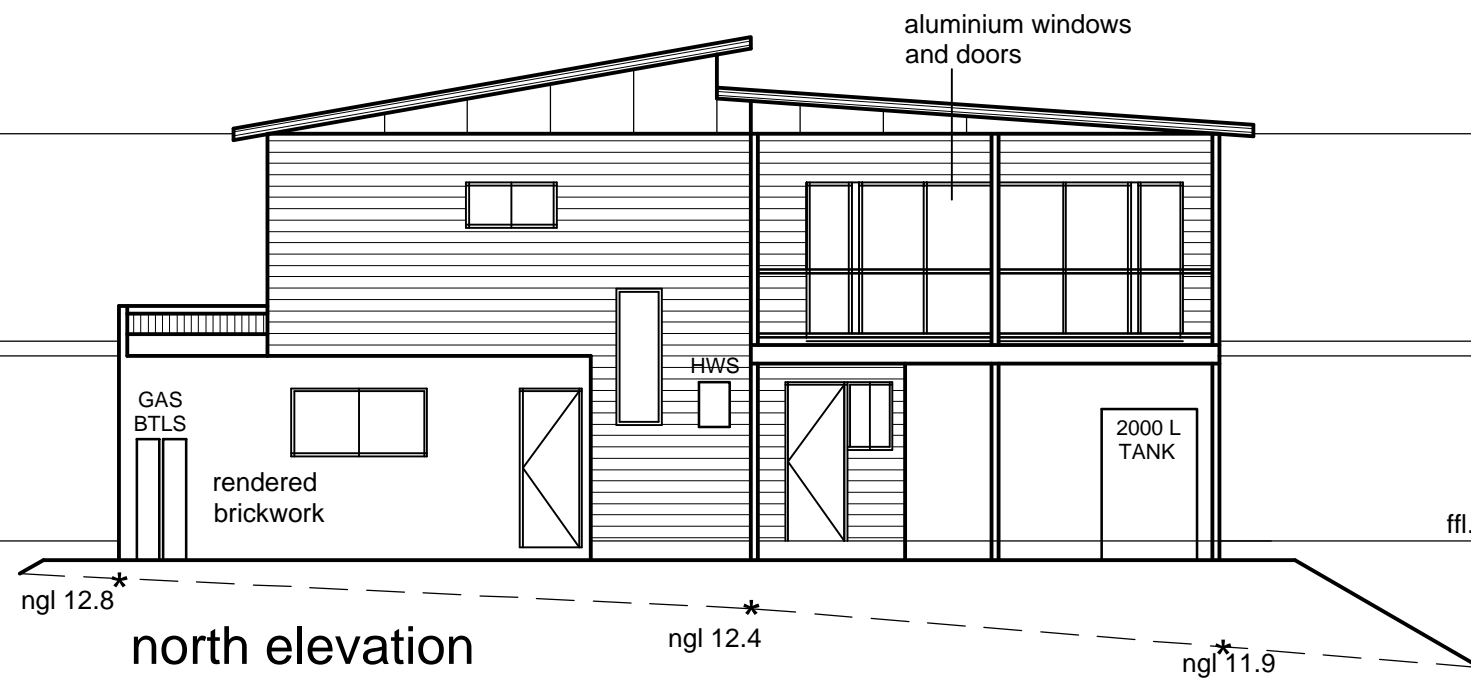 aluminium windows
and doors
HWS
GAS
BTLS
2000 L
TANK
rendered
brickwork
ffl.
ngl 12.8
ngl 12.4
ngl 11.9
north elevation